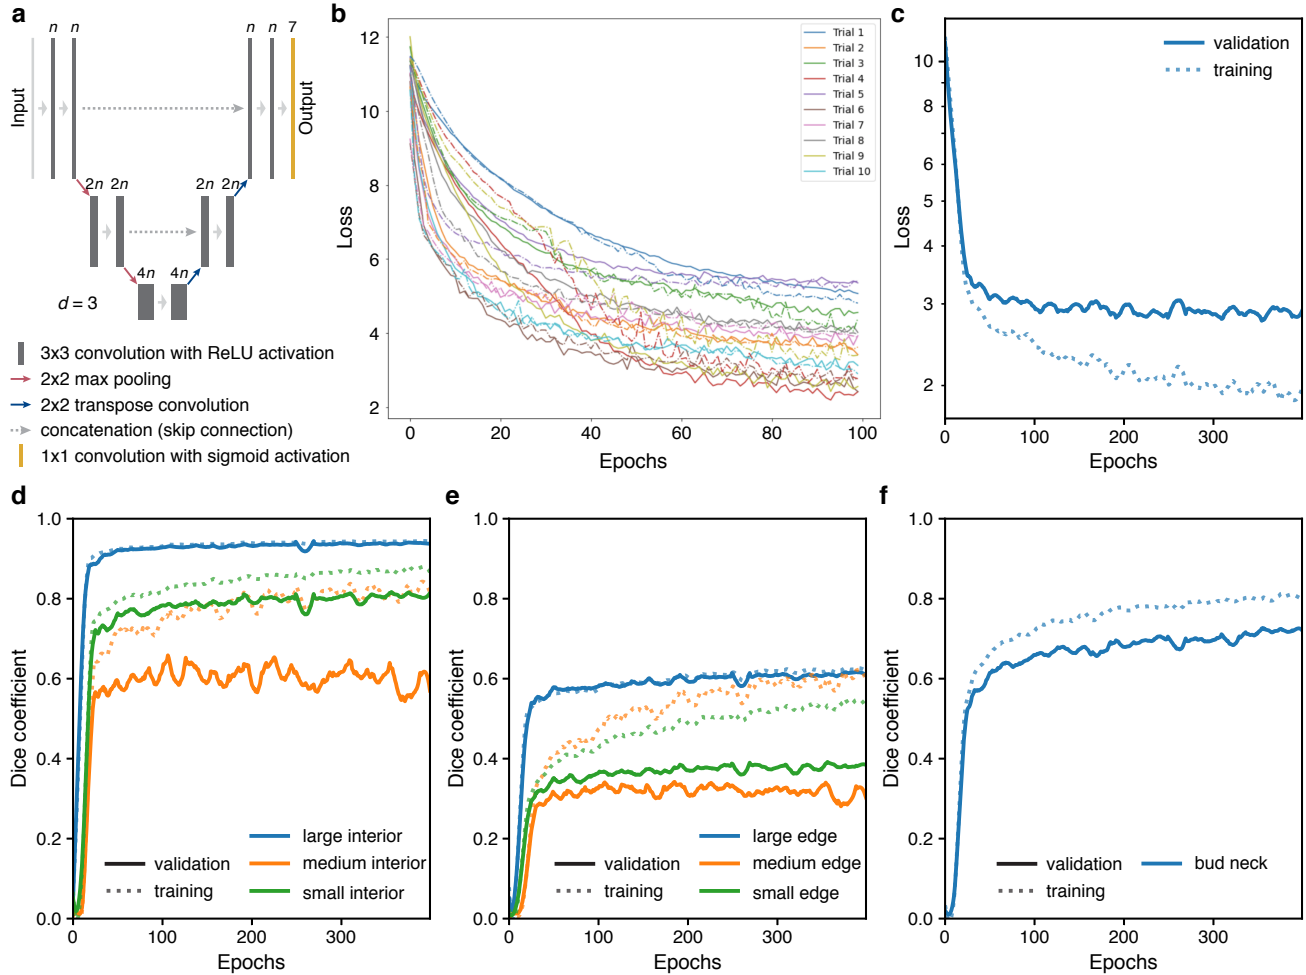 a
n n n n 7
Input
Output
2n 2n 2n 2n
4n 4n
d = 3
3x3 convolution with ReLU activation
2x2 max pooling
2x2 transpose convolution
concatenation (skip connection)
1x1 convolution with sigmoid activation
b
12
10
8
6
4
2
Loss
0 20 40 60 80 100
Epochs
Trial 1
Trial 2
Trial 3
Trial 4
Trial 5
Trial 6
Trial 7
Trial 8
Trial 9
Trial 10
c
10
8
6
5
4
3
2
Loss
0 100 200 300
Epochs
validation
training
d
1.0
0.8
0.6
0.4
0.2
0.0
Dice coefficient
0 100 200 300
Epochs
validation
training
large interior
medium interior
small interior
e
1.0
0.8
0.6
0.4
0.2
0.0
Dice coefficient
0 100 200 300
Epochs
validation
training
large edge
medium edge
small edge
f
1.0
0.8
0.6
0.4
0.2
0.0
Dice coefficient
0 100 200 300
Epochs
validation
training
bud neck